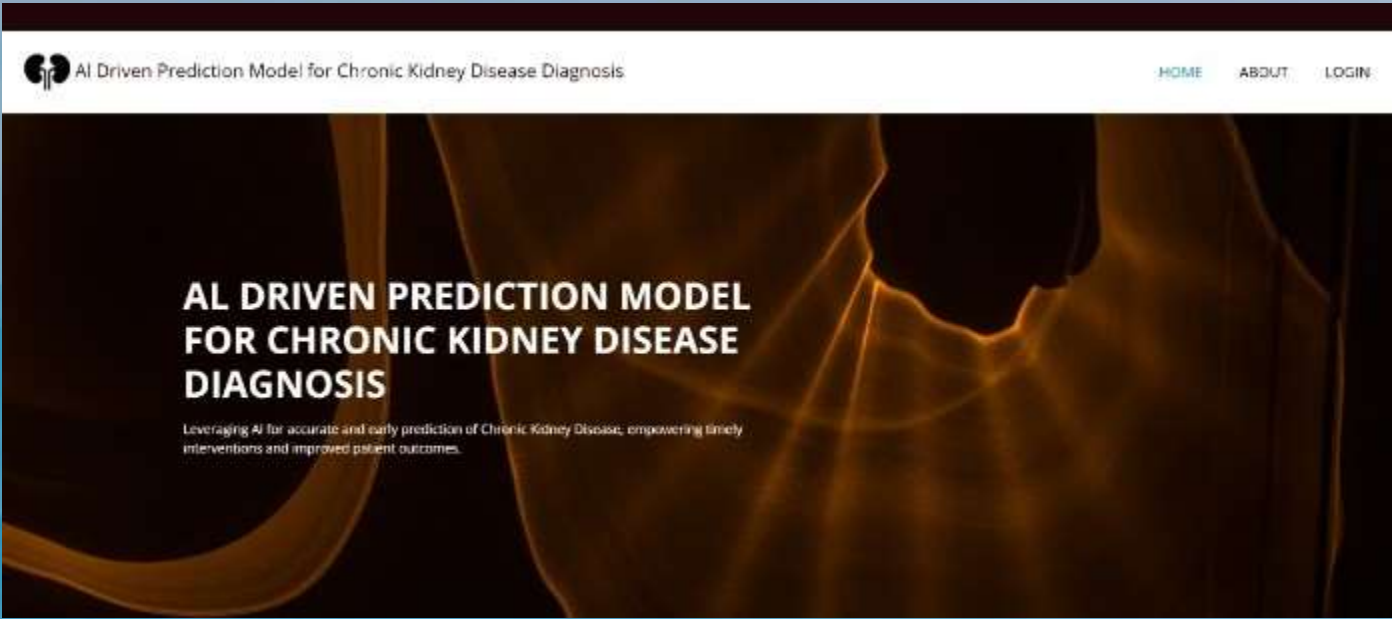 AI Driven Prediction Model for Chronic Kidney Disease Diagnosis
HOME ABOUT LOGIN
AL DRIVEN PREDICTION MODEL
FOR CHRONIC KIDNEY DISEASE
DIAGNOSIS
Leveraging AI for accurate and early prediction of Chronic Kidney Disease, empowering timely
interventions and improved patient outcomes.